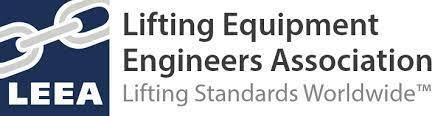 LEEA
Lifting Equipment
Engineers Association
Lifting Standards Worldwide™